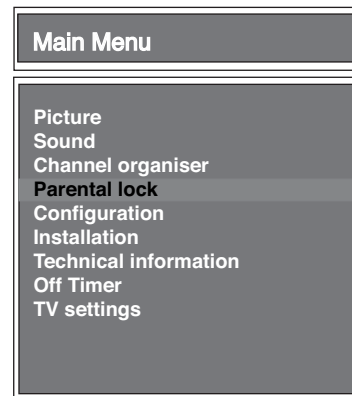 Main Menu
Picture
Sound
Channel organiser
Parental lock
Configuration
Installation
Technical information
Off Timer
TV settings